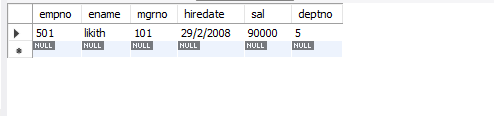 empno ename mgrno hiredate sal deptno
501 likith 101 29/2/2008 90000 5
NULL NULL NULL NULL NULL NULL